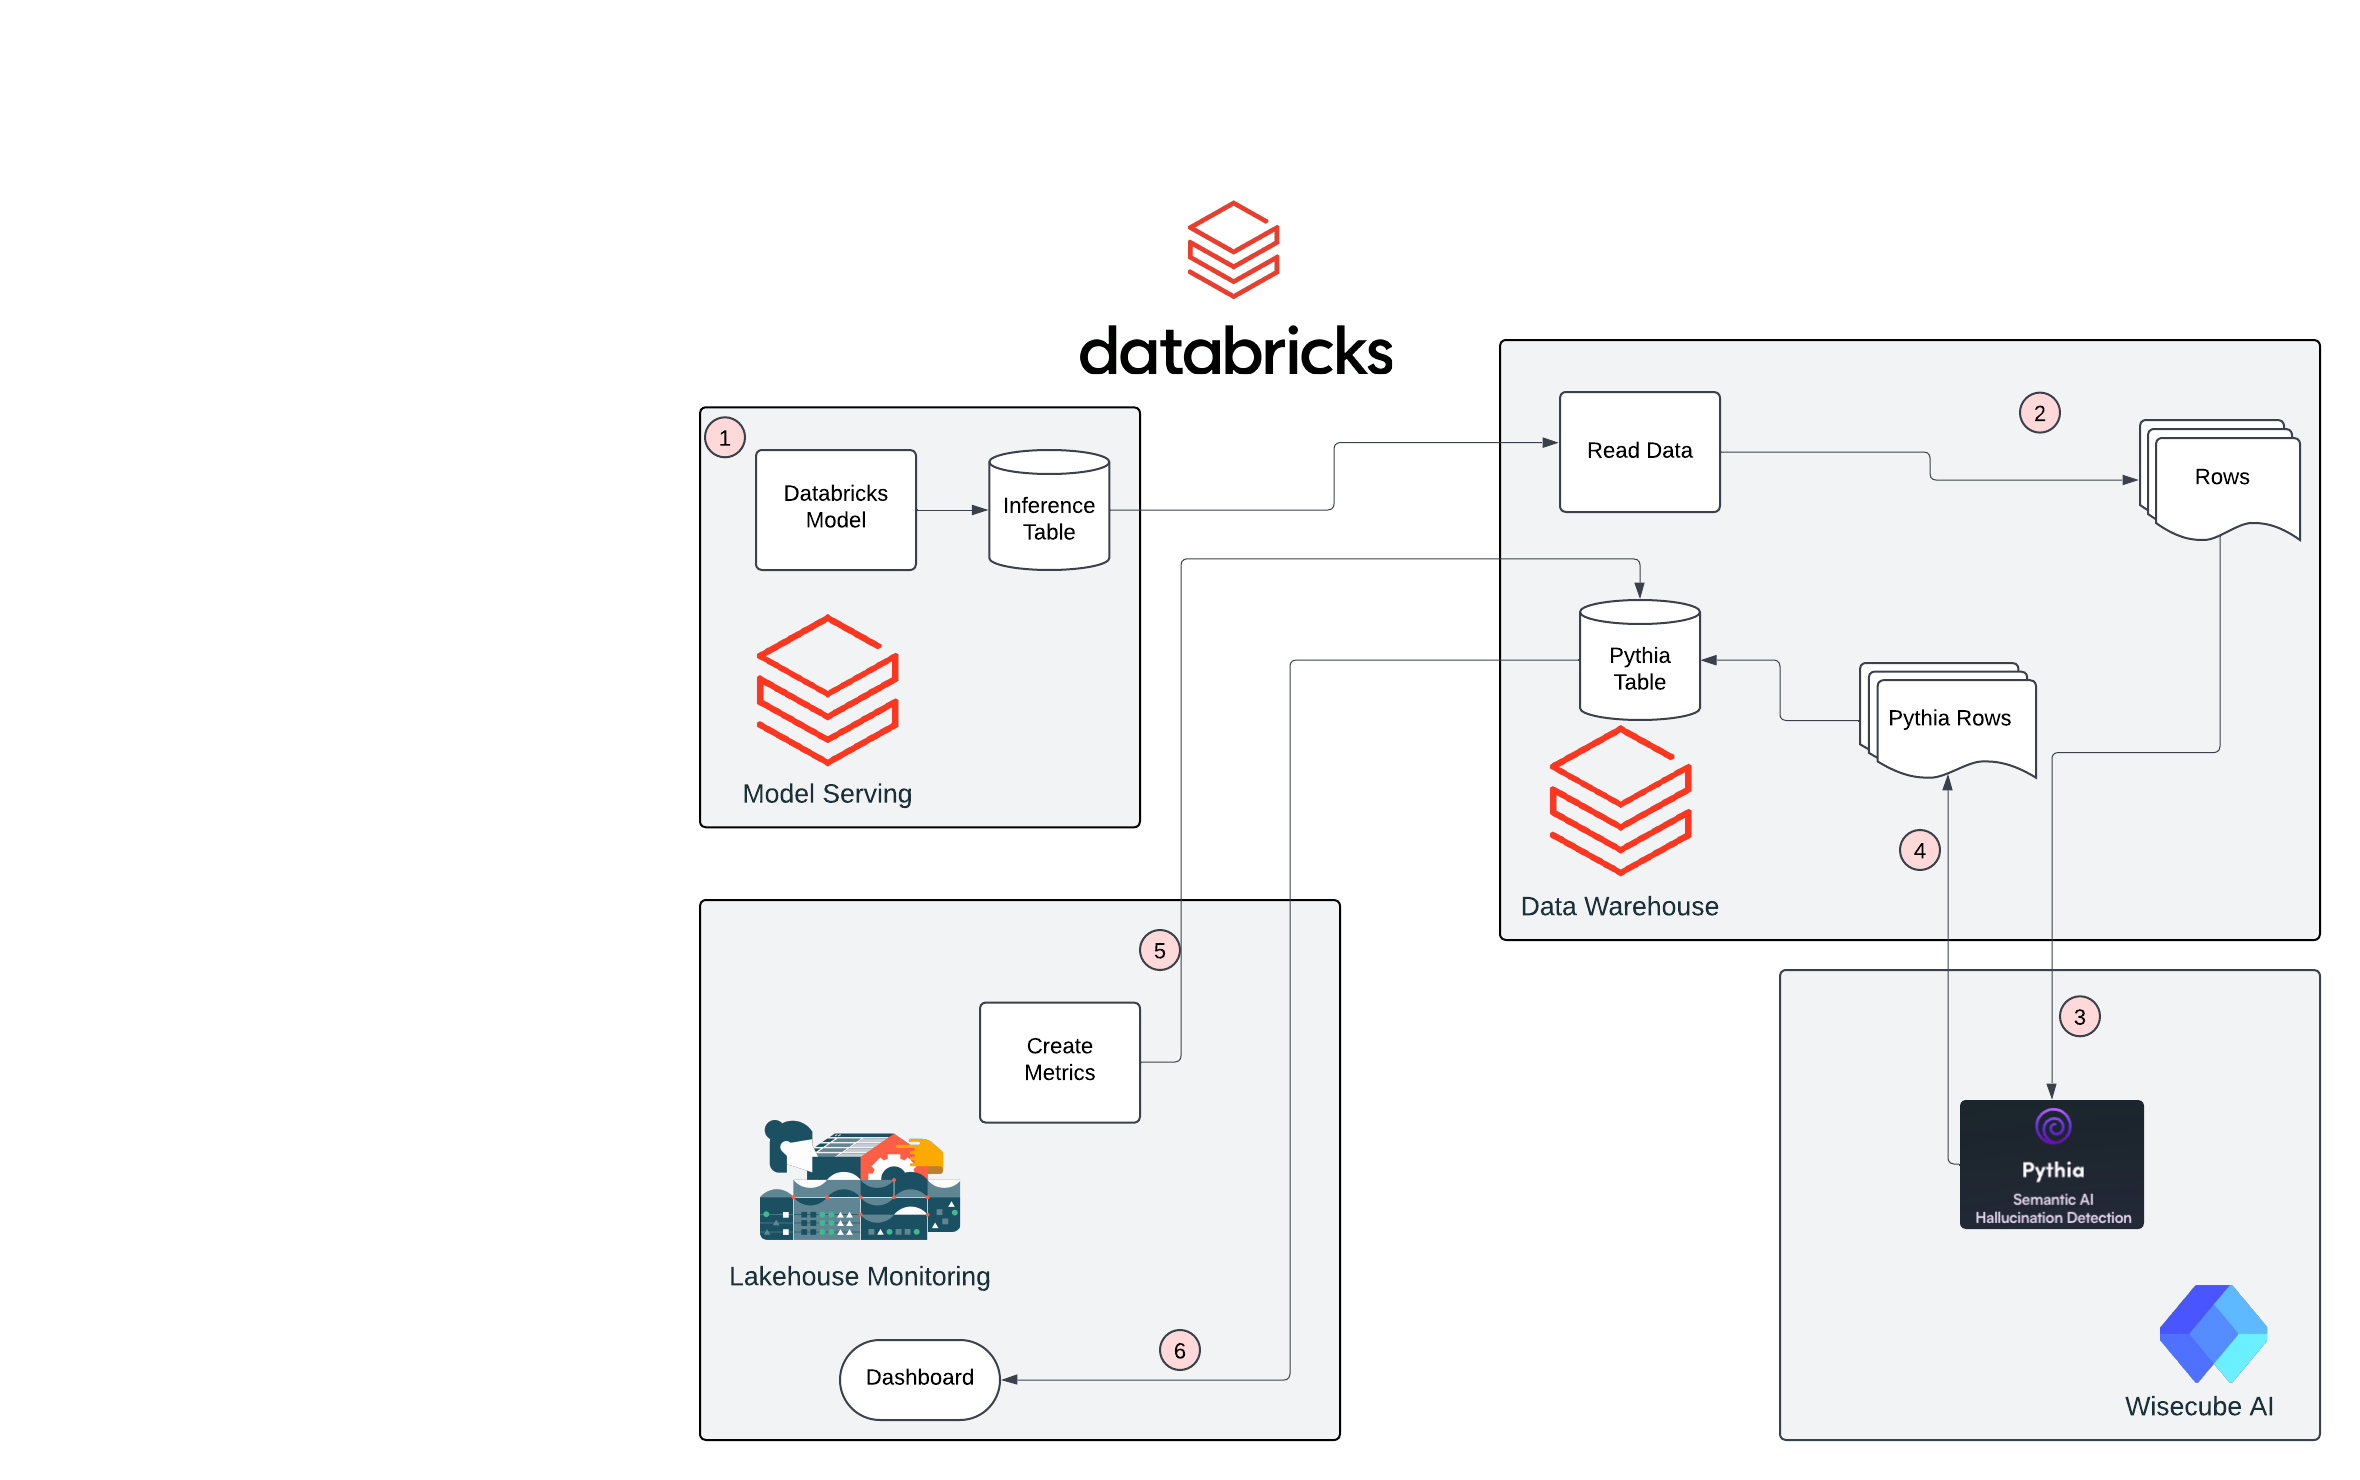 databricks
1
Databricks
Model
Inference
Table
Model Serving
Read Data
2
Rows
Pythia
Table
Pythia Rows
4
Data Warehouse
5
Create
Metrics
Lakehouse Monitoring
6
Dashboard
3
Pythia
Semantic AI
Hallucination Detection
Wisecube AI